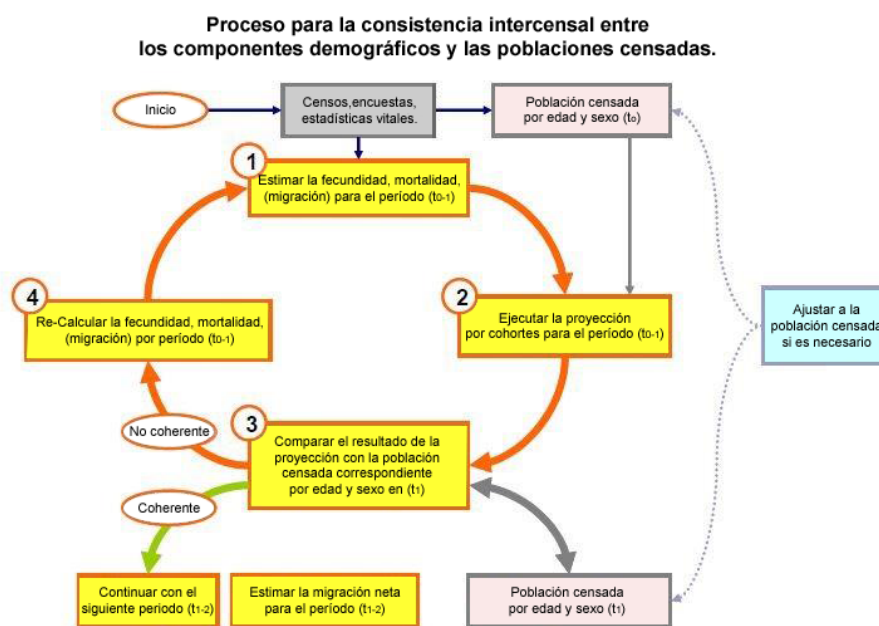 Proceso para la consistencia intercensal entre
los componentes demográficos y las poblaciones censadas.
Inicio
Censos,encuestas,
estadísticas vitales.
Población censada
por edad y sexo (t₀)
1
Estimar la fecundidad, mortalidad,
(migración) para el período (t₀₋₁)
4
Re-Calcular la fecundidad, mortalidad,
(migración) por período (t₀₋₁)
2
Ejecutar la proyección
por cohortes para el período (t₀₋₁)
Ajustar a la
población censada
si es necesario
No coherente
3
Comparar el resultado de la
proyección con la población
censada correspondiente
por edad y sexo en (t₁)
Coherente
Continuar con el
siguiente periodo (t₁₋₂)
Estimar la migración neta
para el período (t₁₋₂)
Población censada
por edad y sexo (t₁)